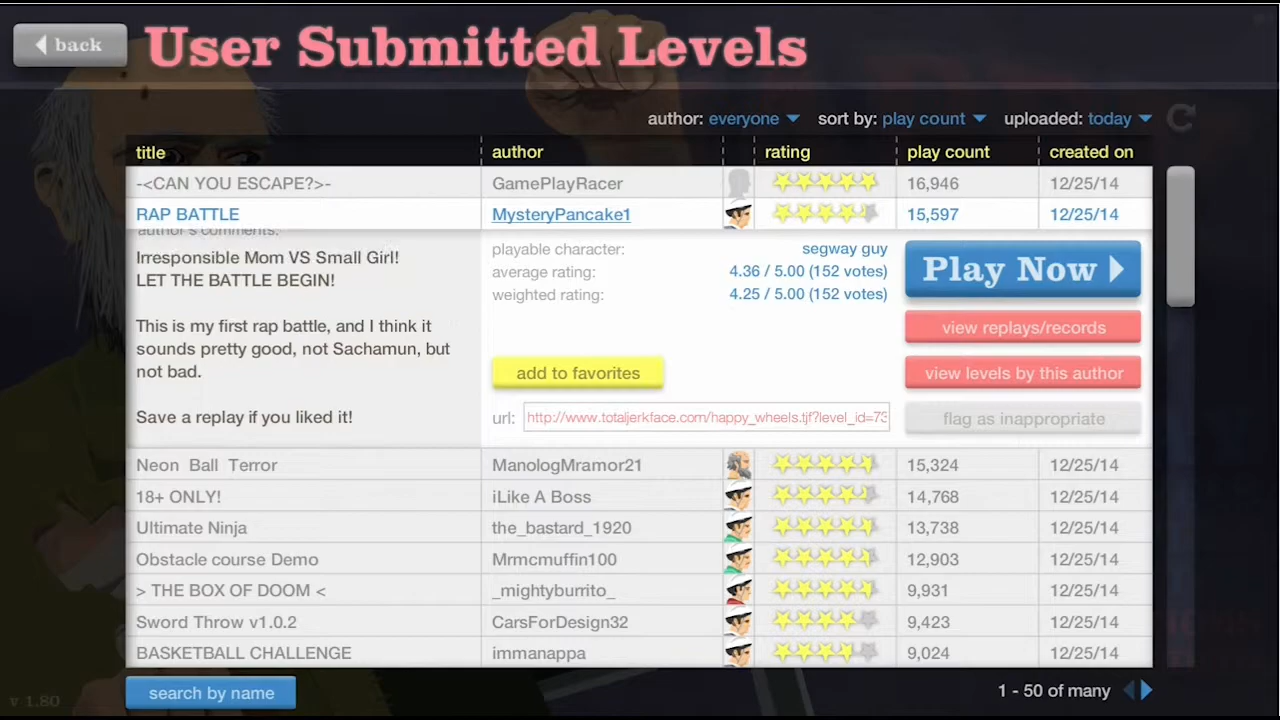 back
User Submitted Levels
author: everyone sort by: play count uploaded: today
title author rating play count created on
-<CAN YOU ESCAPE?>- GamePlayRacer 16,946 12/25/14
RAP BATTLE MysteryPancake1 15,597 12/25/14
author's comments:
Irresponsible Mom VS Small Girl!
LET THE BATTLE BEGIN!
This is my first rap battle, and I think it
sounds pretty good, not Sachamun, but
not bad.
Save a replay if you liked it!
playable character: segway guy
average rating: 4.36 / 5.00 (152 votes)
weighted rating: 4.25 / 5.00 (152 votes)
add to favorites
url: http://www.totaljerkface.com/happy_wheels.tjf?level_id=73
Play Now
view replays/records
view levels by this author
flag as inappropriate
Neon Ball Terror ManologMramor21 15,324 12/25/14
18+ ONLY! iLike A Boss 14,768 12/25/14
Ultimate Ninja the_bastard_1920 13,738 12/25/14
Obstacle course Demo Mrmcmuffin100 12,903 12/25/14
> THE BOX OF DOOM < _mightyburrito_ 9,931 12/25/14
Sword Throw v1.0.2 CarsForDesign32 9,423 12/25/14
BASKETBALL CHALLENGE immanappa 9,024 12/25/14
v 1.80 search by name 1 - 50 of many